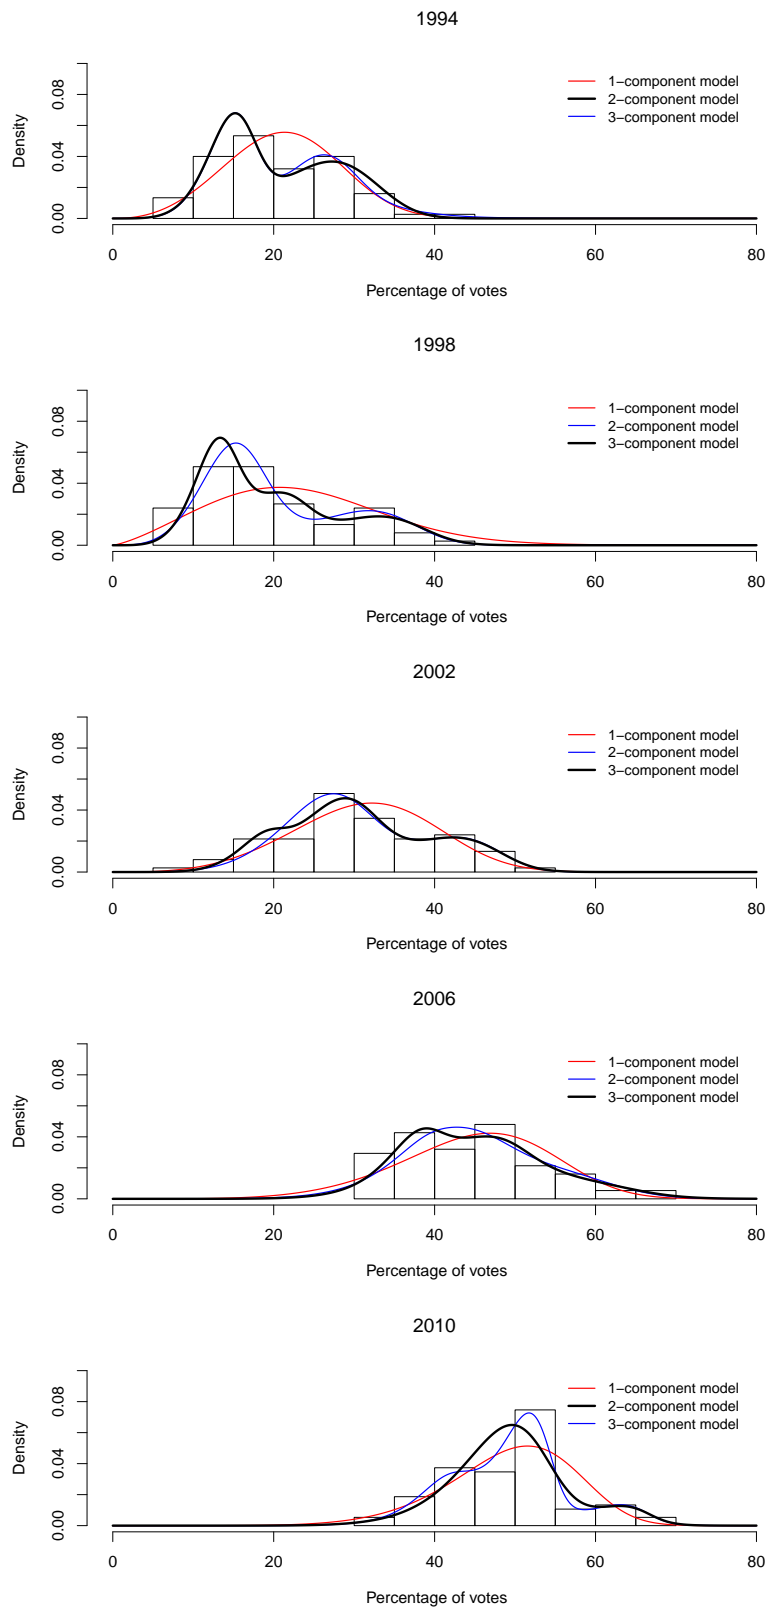 1994
Density
0.00 0.04 0.08
1−component model
2−component model
3−component model
0 20 40 60 80
Percentage of votes
1998
Density
0.00 0.04 0.08
1−component model
2−component model
3−component model
0 20 40 60 80
Percentage of votes
2002
Density
0.00 0.04 0.08
1−component model
2−component model
3−component model
0 20 40 60 80
Percentage of votes
2006
Density
0.00 0.04 0.08
1−component model
2−component model
3−component model
0 20 40 60 80
Percentage of votes
2010
Density
0.00 0.04 0.08
1−component model
2−component model
3−component model
0 20 40 60 80
Percentage of votes